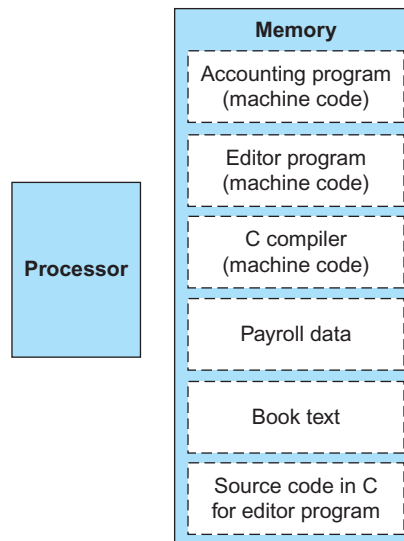 Memory
Accounting program
(machine code)
Editor program
(machine code)
Processor
C compiler
(machine code)
Payroll data
Book text
Source code in C
for editor program